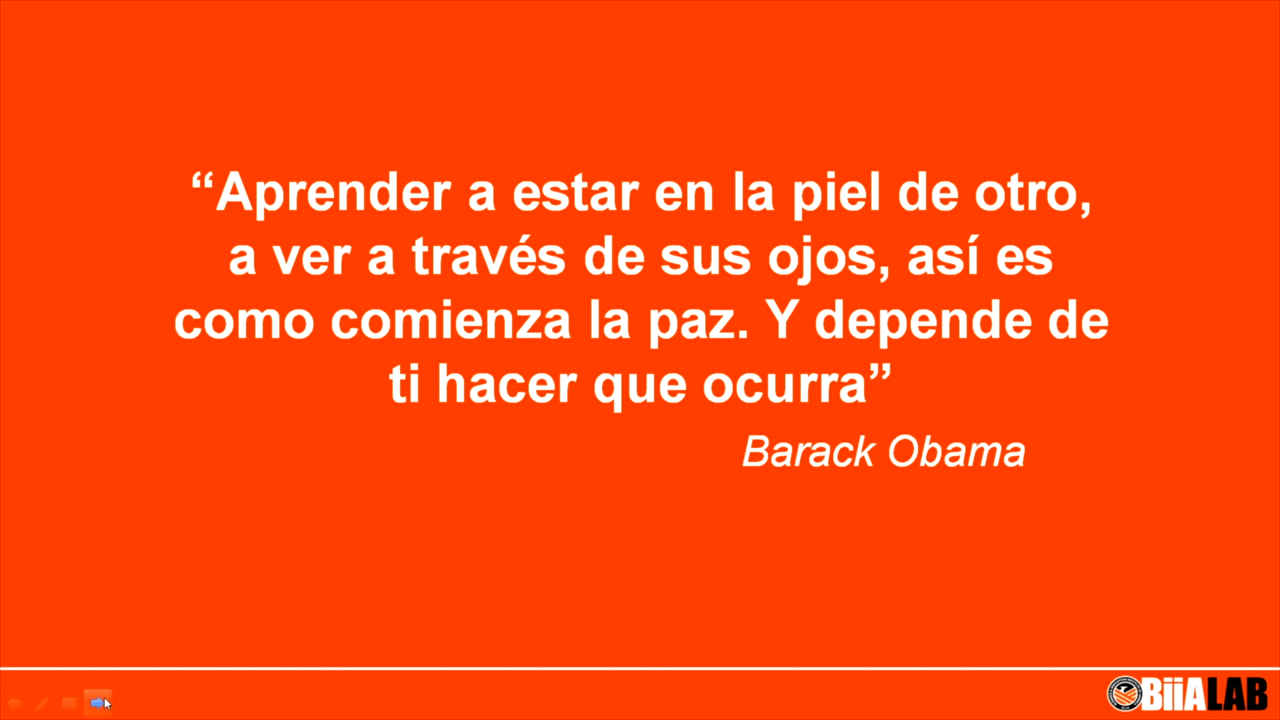 “Aprender a estar en la piel de otro,
a ver a través de sus ojos, así es
como comienza la paz. Y depende de
ti hacer que ocurra”
Barack Obama
BiiALAB